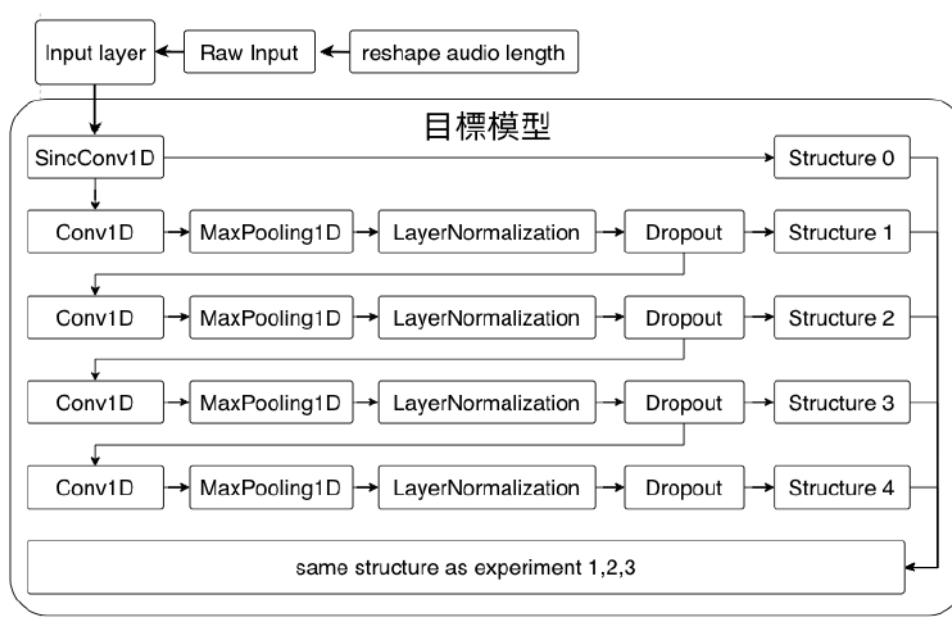 Input layer
Raw Input
reshape audio length
目標模型
SincConv1D
Structure 0
Conv1D
MaxPooling1D
LayerNormalization
Dropout
Structure 1
Conv1D
MaxPooling1D
LayerNormalization
Dropout
Structure 2
Conv1D
MaxPooling1D
LayerNormalization
Dropout
Structure 3
Conv1D
MaxPooling1D
LayerNormalization
Dropout
Structure 4
same structure as experiment 1,2,3